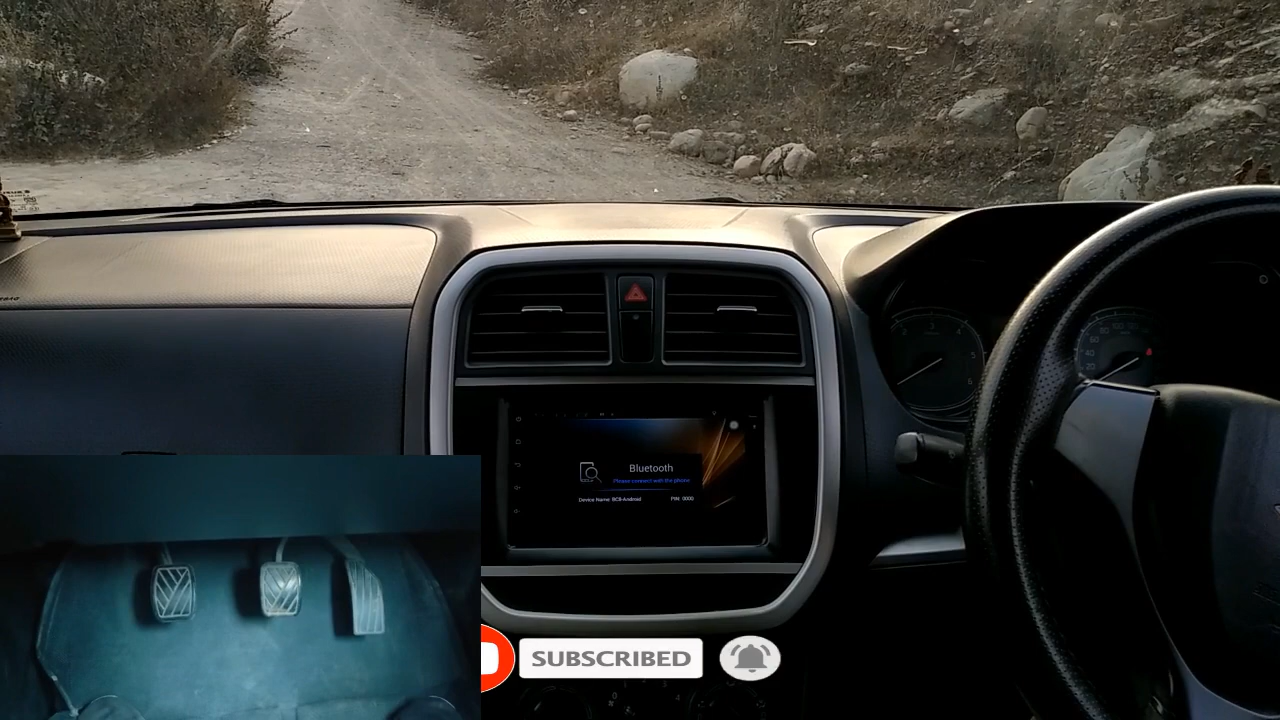 Bluetooth
Please connect with the phone
Device Name: BC8-Android
PIN: 0000
SUBSCRIBED